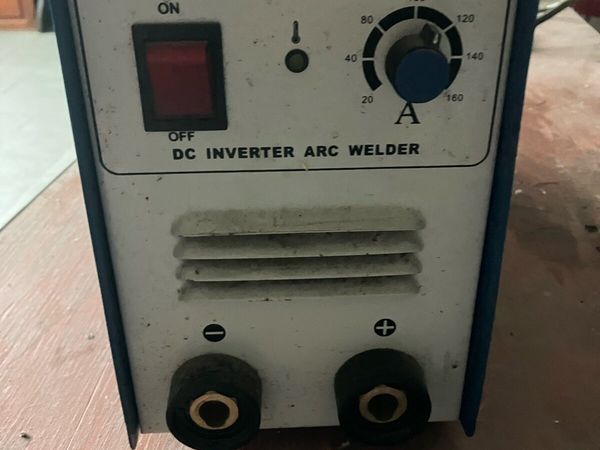 ON
80
120
40
140
20
160
A
OFF
DC INVERTER ARC WELDER
−
+